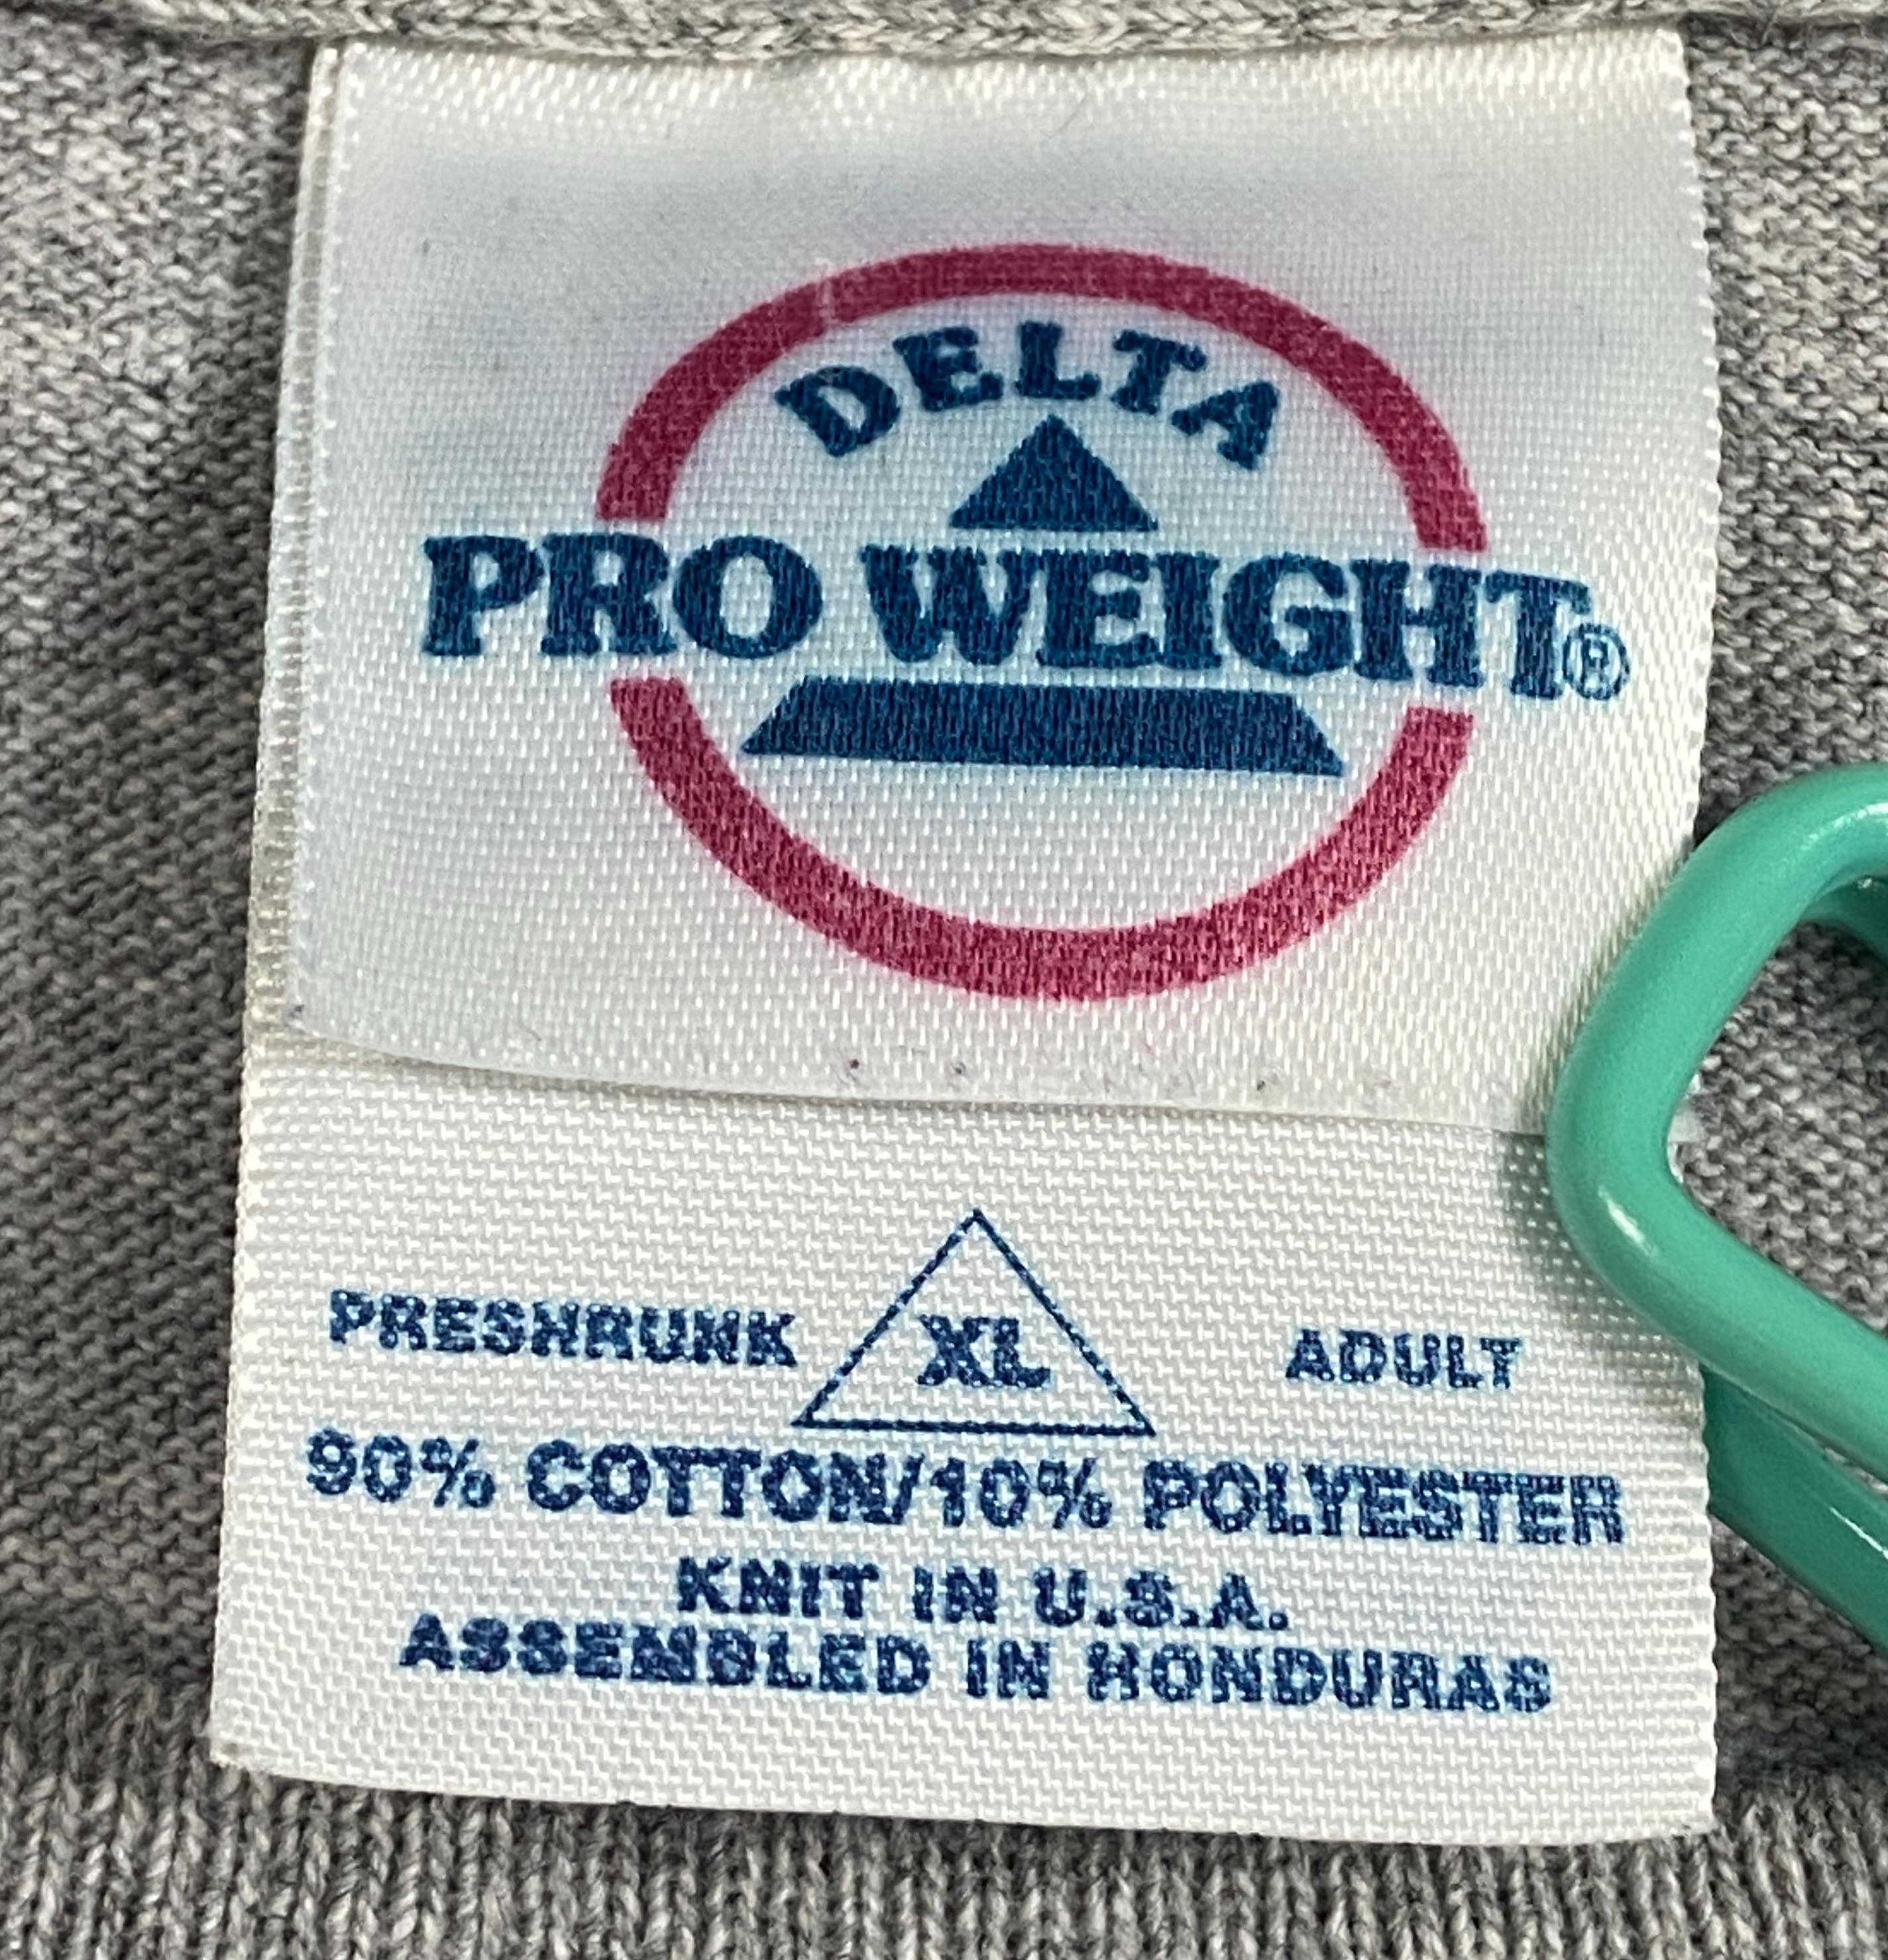 DELTA
PRO WEIGHT®
PRESHRUNK XL ADULT
90% COTTON/10% POLYESTER
KNIT IN U.S.A.
ASSEMBLED IN HONDURAS